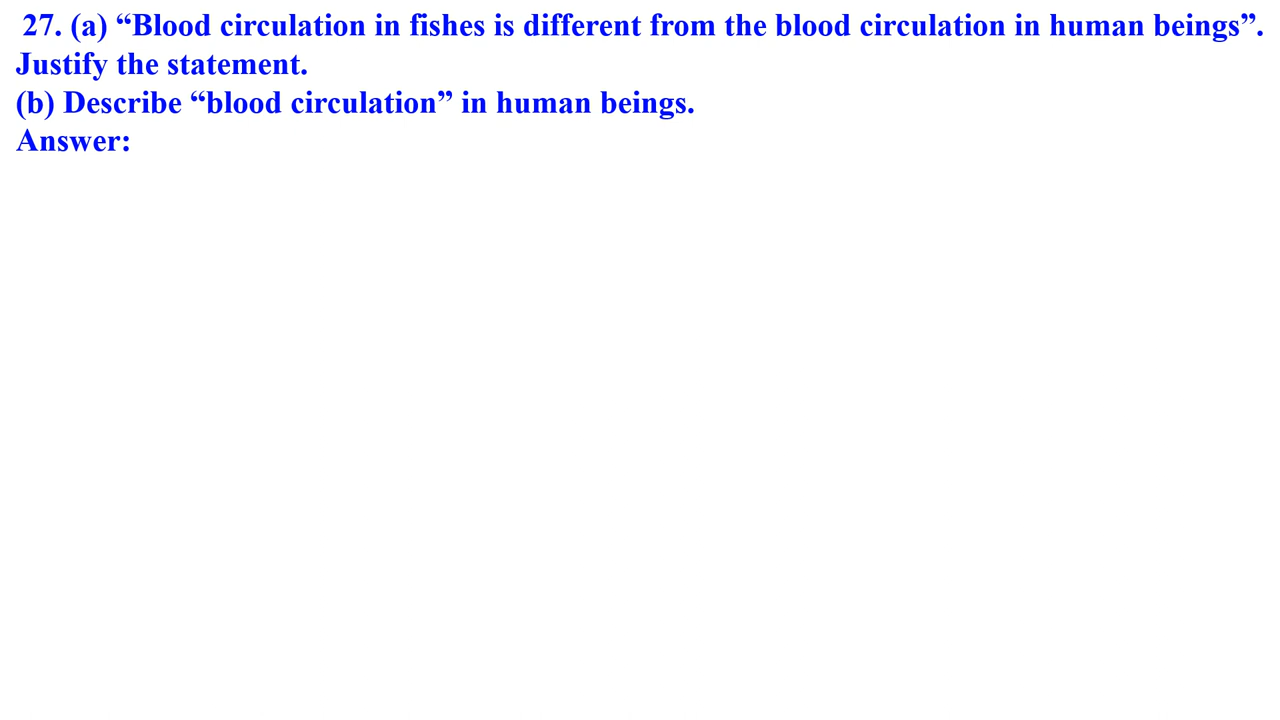 27. (a) “Blood circulation in fishes is different from the blood circulation in human beings”.
Justify the statement.
(b) Describe “blood circulation” in human beings.
Answer: